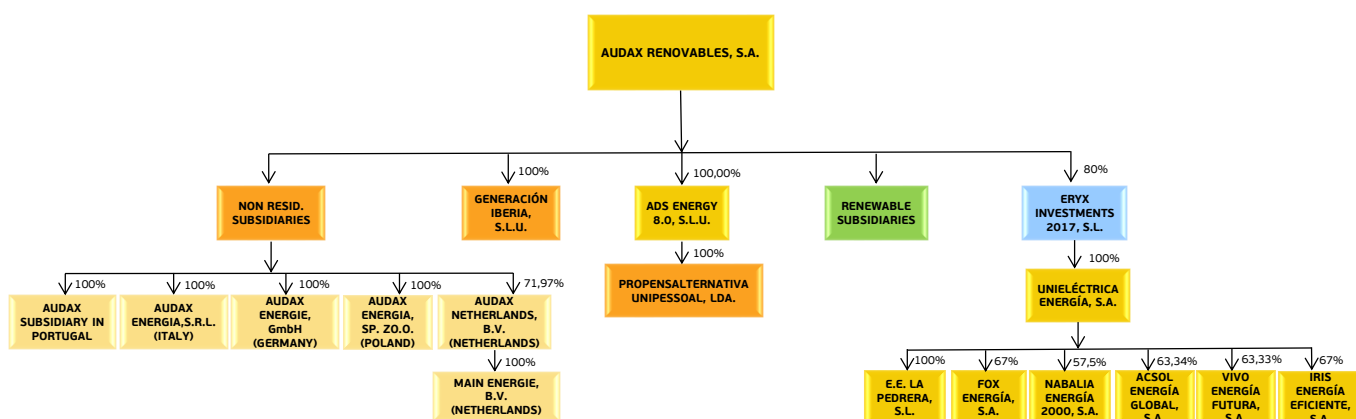 AUDAX RENOVABLES, S.A.
100%
100,00%
80%
NON RESID.
SUBSIDIARIES
GENERACIÓN
IBERIA,
S.L.U.
ADS ENERGY
8.0, S.L.U.
RENEWABLE
SUBSIDIARIES
ERYX
INVESTMENTS
2017, S.L.
100%
100%
PROPENSALTERNATIVA
UNIPESSOAL, LDA.
UNIELÉCTRICA
ENERGÍA, S.A.
100%
100%
100%
100%
71,97%
AUDAX
SUBSIDIARY IN
PORTUGAL
AUDAX
ENERGIA,S.R.L.
(ITALY)
AUDAX
ENERGIE,
GmbH
(GERMANY)
AUDAX
ENERGIA,
SP. ZO.O.
(POLAND)
AUDAX
NETHERLANDS,
B.V.
(NETHERLANDS)
100%
MAIN ENERGIE,
B.V.
(NETHERLANDS)
100%
67%
57,5%
63,34%
63,33%
67%
E.E. LA
PEDRERA,
S.L.
FOX
ENERGÍA,
S.A.
NABALIA
ENERGÍA
2000, S.A.
ACSOL
ENERGÍA
GLOBAL,
S.A.
VIVO
ENERGÍA
FUTURA,
S.A.
IRIS
ENERGÍA
EFICIENTE,
S.A.